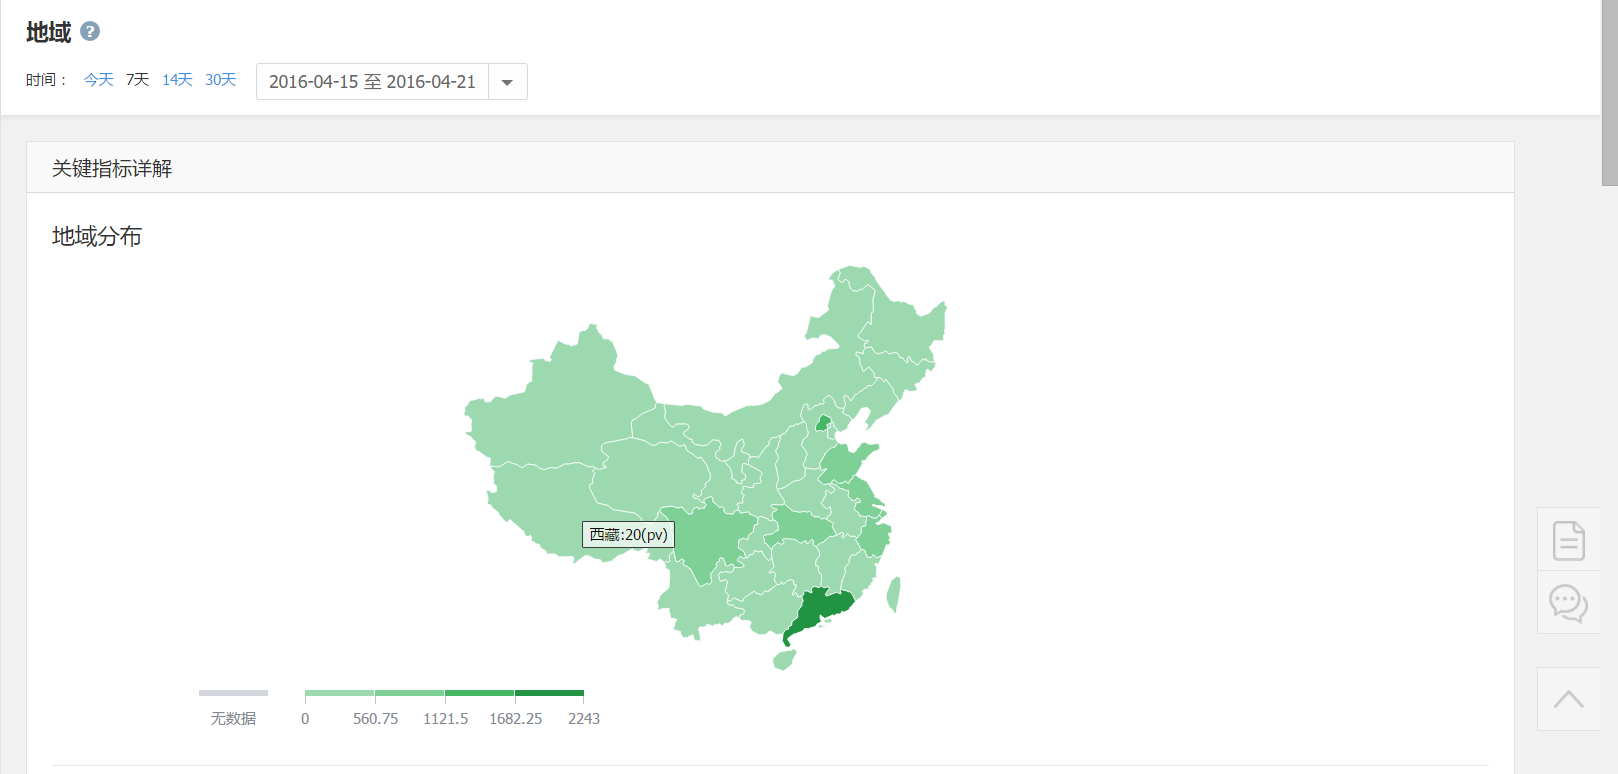 地域 ?
时间： 今天 7天 14天 30天 2016-04-15 至 2016-04-21
关键指标详解
地域分布
西藏:20(pv)
无数据 0 560.75 1121.5 1682.25 2243